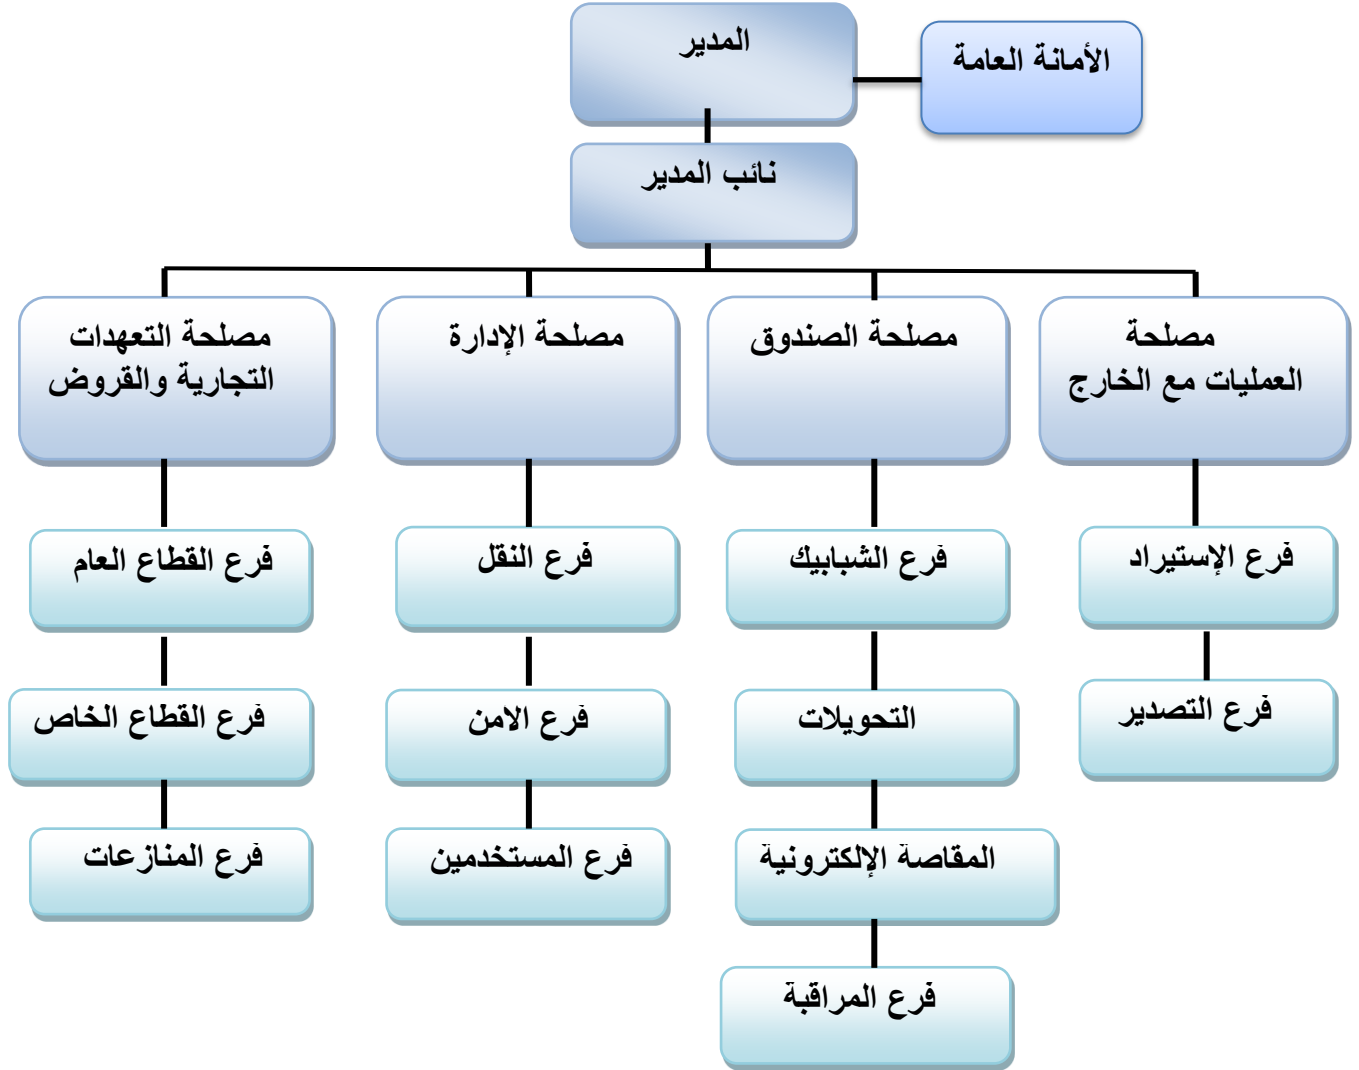 المدير
الأمانة العامة
نائب المدير
مصلحة
العمليات مع الخارج
مصلحة الصندوق
مصلحة الإدارة
مصلحة التعهدات
التجارية والقروض
فرع الإستيراد
فرع الشبابيك
فرع النقل
فرع القطاع العام
فرع التصدير
التحويلات
فرع الامن
فرع القطاع الخاص
المقاصة الإلكترونية
فرع المستخدمين
فرع المنازعات
فرع المراقبة